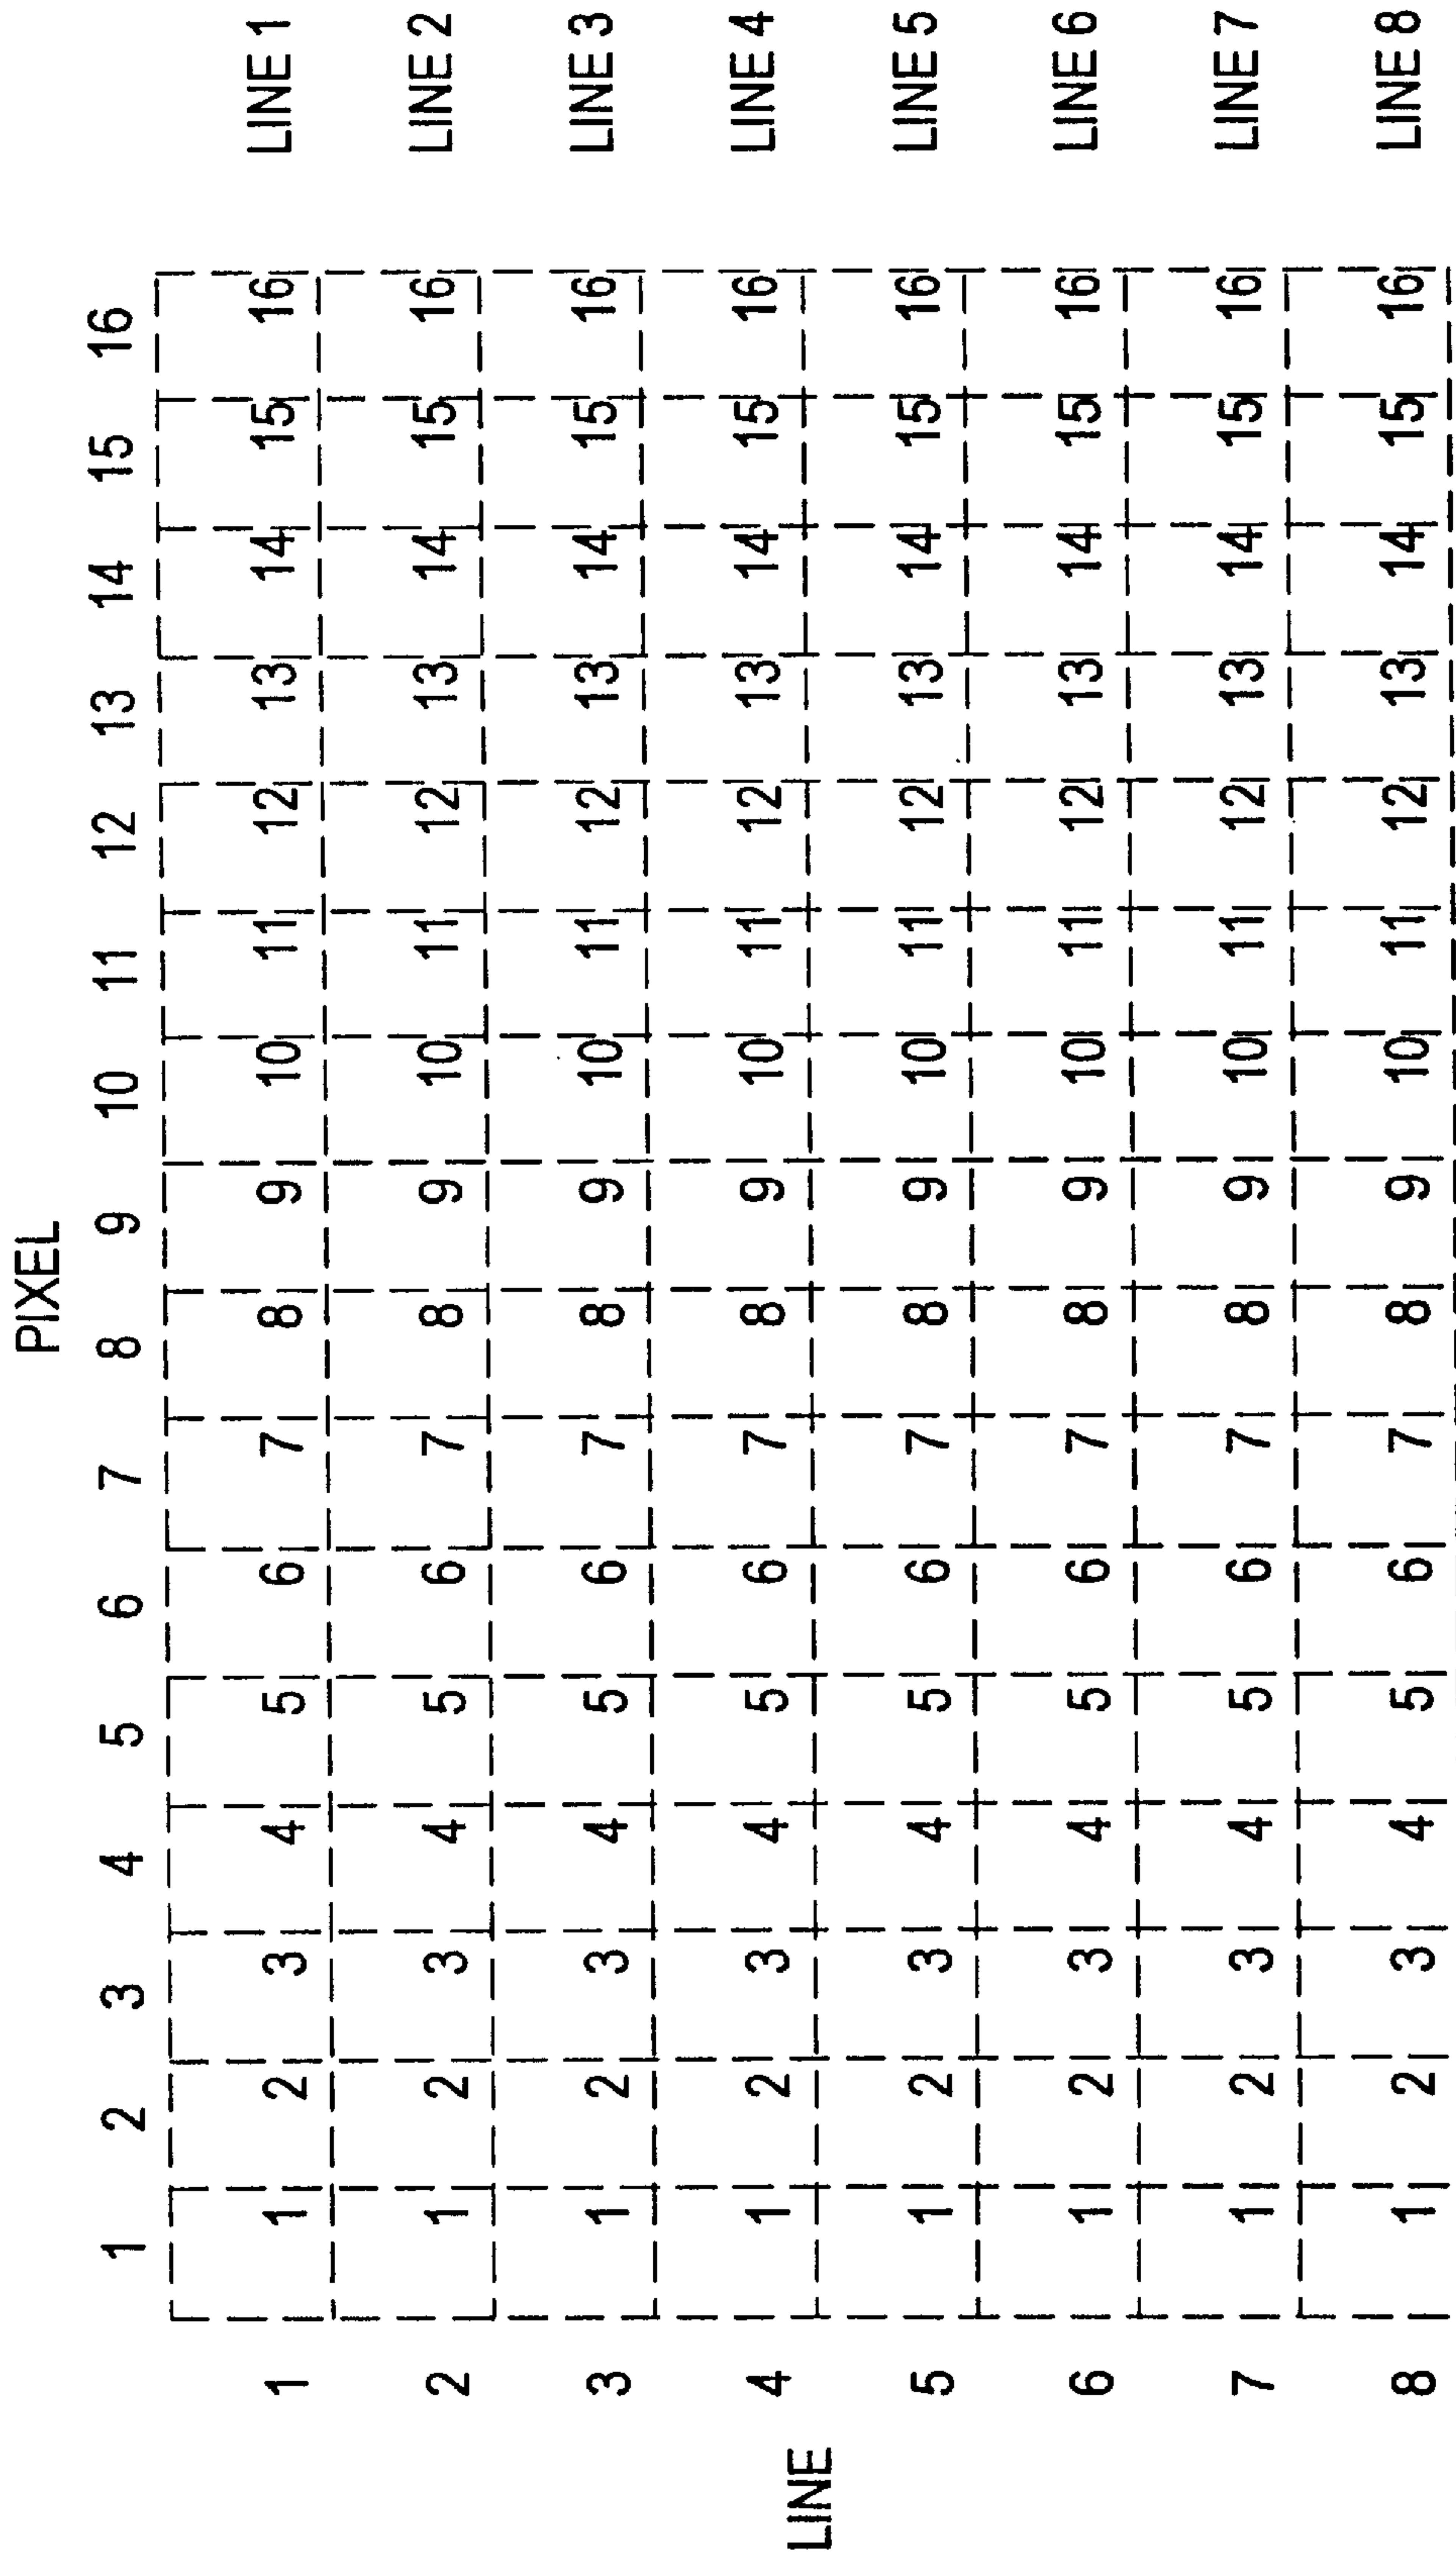 PIXEL
1 2 3 4 5 6 7 8 9 10 11 12 13 14 15 16
1 1 2 3 4 5 6 7 8 9 10 11 12 13 14 15 16 LINE 1
2 1 2 3 4 5 6 7 8 9 10 11 12 13 14 15 16 LINE 2
3 1 2 3 4 5 6 7 8 9 10 11 12 13 14 15 16 LINE 3
4 1 2 3 4 5 6 7 8 9 10 11 12 13 14 15 16 LINE 4
LINE
5 1 2 3 4 5 6 7 8 9 10 11 12 13 14 15 16 LINE 5
6 1 2 3 4 5 6 7 8 9 10 11 12 13 14 15 16 LINE 6
7 1 2 3 4 5 6 7 8 9 10 11 12 13 14 15 16 LINE 7
8 1 2 3 4 5 6 7 8 9 10 11 12 13 14 15 16 LINE 8